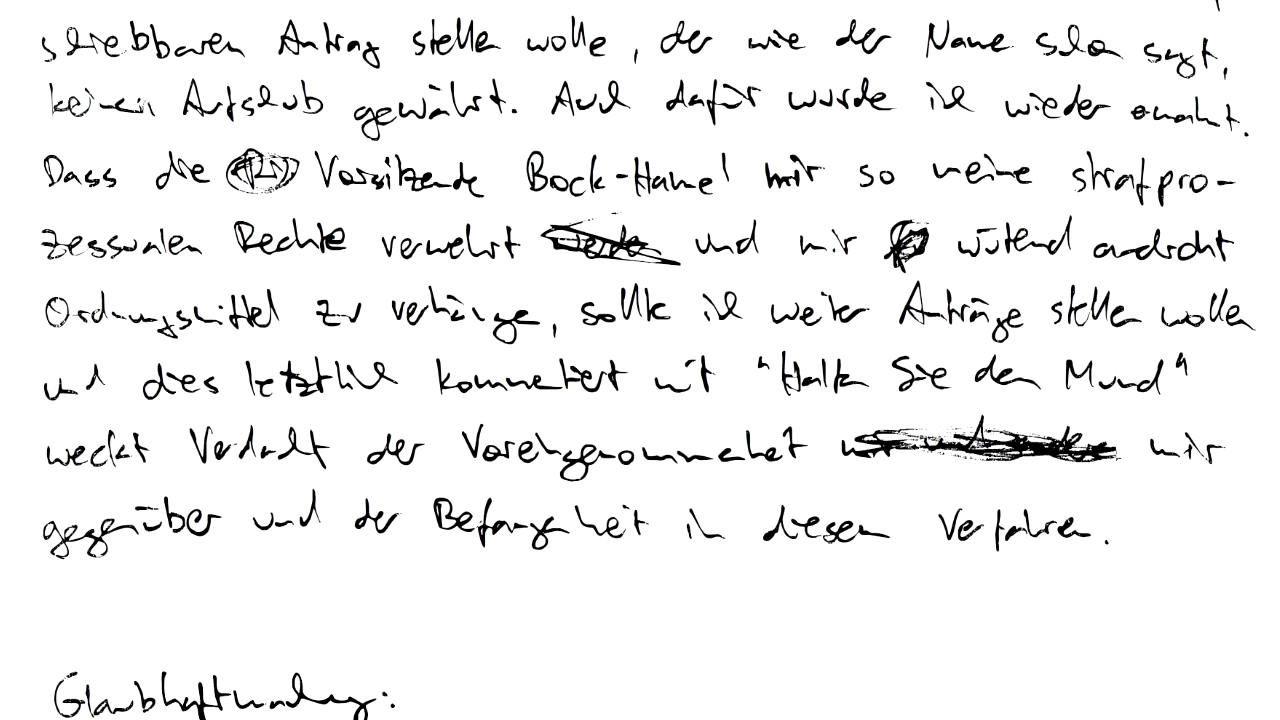 schiebbaren Antrag stellen wolle, der wie der Name schon sagt,
keinen Aufschub gewährt. Auch dafür wurde ich wieder ermahnt.
Dass die Vorsitzende Bock-Hamel mir so meine strafpro-
zessualen Rechte verwehrt und mir wütend androht
Ordnungsmittel zu verhängen, sollte ich weiter Anträge stellen wollen
und dies letztlich kommentiert mit "Halten Sie den Mund"
weckt Verdacht der Voreingenommenheit mir
gegenüber und der Befangenheit in diesem Verfahren.
Glaubhaftmachung: